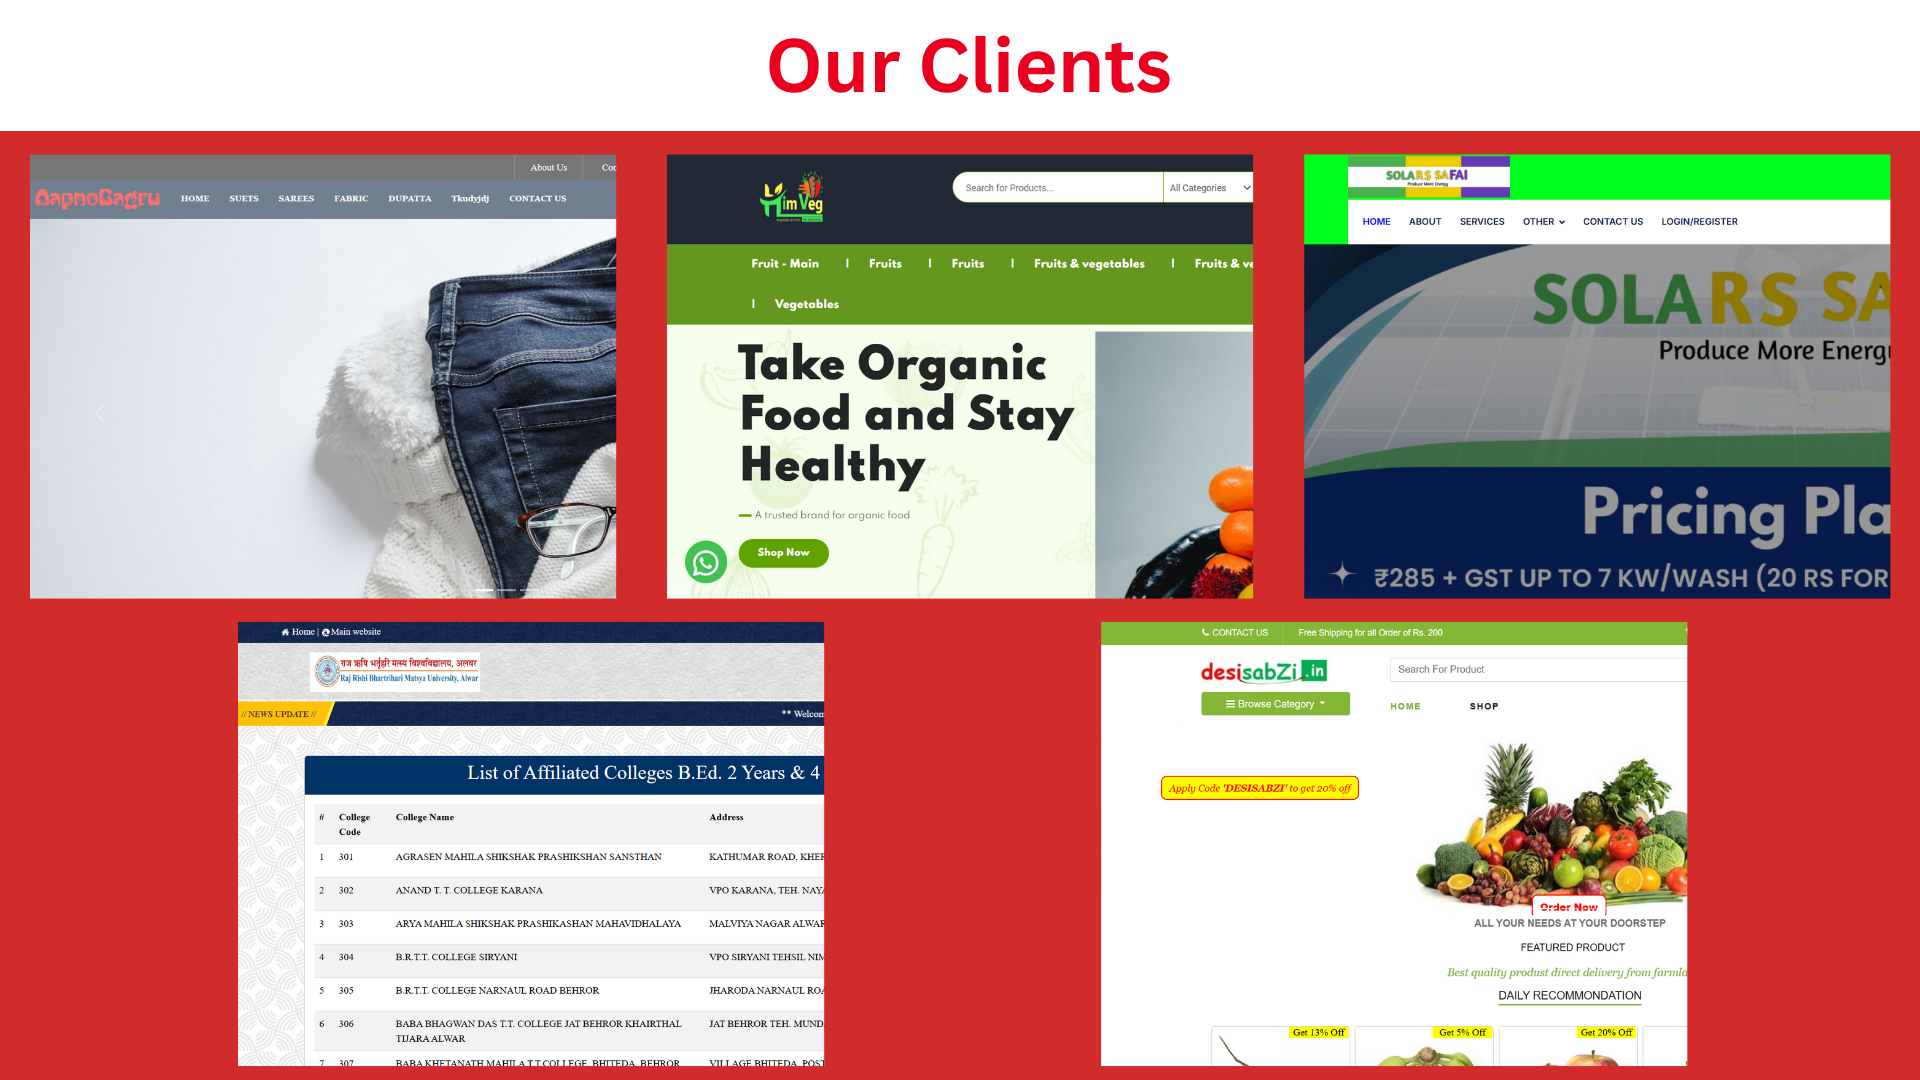 Our Clients
About Us
AapnoBagru HOME SUETS SAREES FABRIC DUPATTA Tkudyjdj CONTACT US
Him Veg
Search for Products... All Categories
Fruit - Main | Fruits | Fruits | Fruits & vegetables | Fruits &
| Vegetables
Take Organic
Food and Stay
Healthy
A trusted brand for organic food
Shop Now
SOLARS SAFAI
Produce More Energy
HOME ABOUT SERVICES OTHER CONTACT US LOGIN/REGISTER
SOLARS SA
Produce More Energy
Pricing Pla
₹285 + GST UP TO 7 KW/WASH (20 RS FOR
Home | Main website
राज ऋषि भर्तृहरि मत्स्य विश्वविद्यालय, अलवर
Raj Rishi Bhartrihari Matsya University, Alwar
// NEWS UPDATE // ** Welcom
List of Affiliated Colleges B.Ed. 2 Years & 4
# College Code College Name Address
1 301 AGRASEN MAHILA SHIKSHAK PRASHIKSHAN SANSTHAN KATHUMAR ROAD, KHER
2 302 ANAND T. T. COLLEGE KARANA VPO KARANA, TEH. NAYA
3 303 ARYA MAHILA SHIKSHAK PRASHIKASHAN MAHAVIDHALAYA MALVIYA NAGAR ALWAR
4 304 B.R.T.T. COLLEGE SIRYANI VPO SIRYANI TEHSIL NIM
5 305 B.R.T.T. COLLEGE NARNAUL ROAD BEHROR JHARODA NARNAUL ROA
6 306 BABA BHAGWAN DAS T.T. COLLEGE JAT BEHROR KHAIRTHAL JAT BEHROR TEH. MUND
TIJARA ALWAR
7 307 BABA KHETANATH MAHILA T.T.COLLEGE, BHITEDA, BEHROR VILLAGE BHITEDA, POST
CONTACT US Free Shipping for all Order of Rs. 200
desisabZi.in
Search For Product
Browse Category
HOME SHOP
Apply Code 'DESISABZI' to get 20% off
Order Now
ALL YOUR NEEDS AT YOUR DOORSTEP
FEATURED PRODUCT
Best quality produst direct delivery from farmla
DAILY RECOMMONDATION
Get 13% Off Get 5% Off Get 20% Off